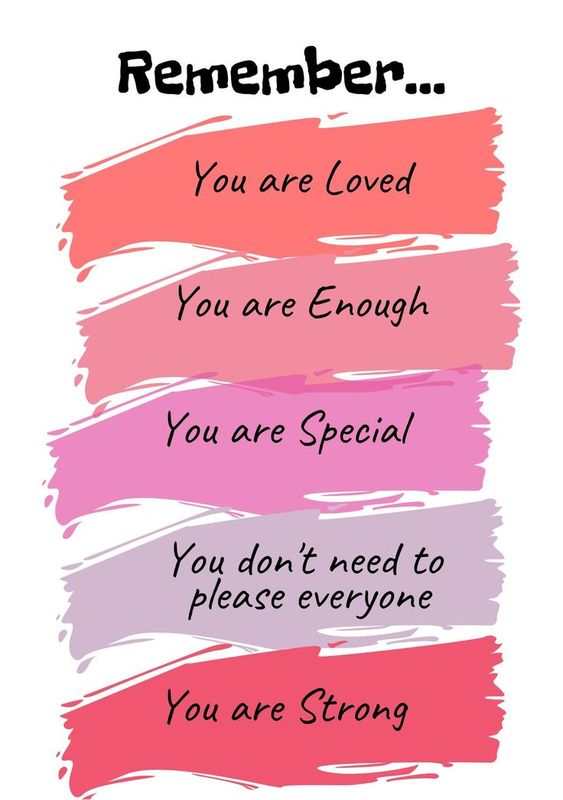 Remember...
You are Loved
You are Enough
You are Special
You don't need to
please everyone
You are Strong